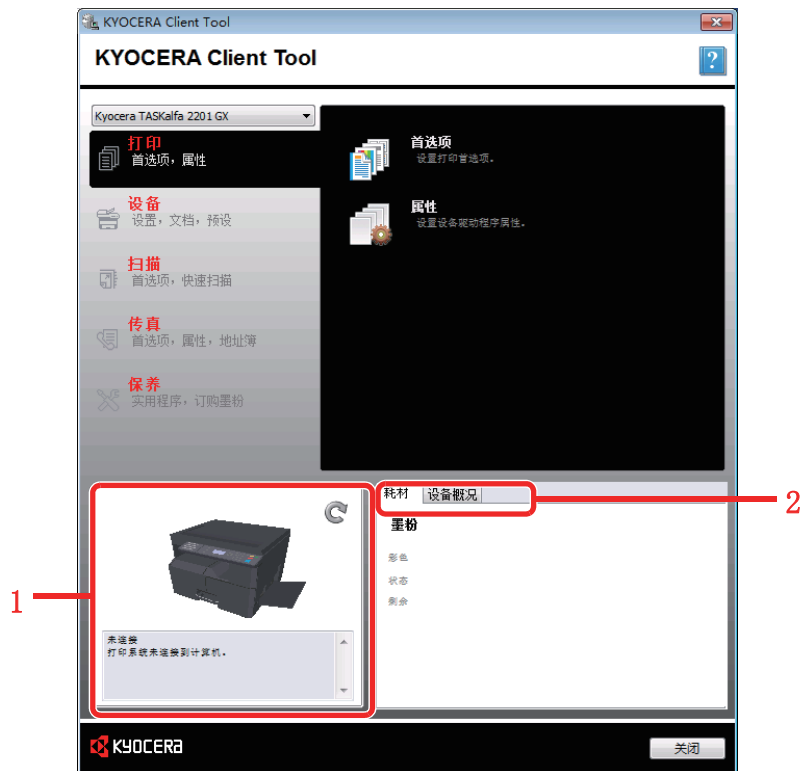 KYOCERA Client Tool
KYOCERA Client Tool
?
Kyocera TASKalfa 2201 GX
打印
首选项，属性
设备
设置，文档，预设
扫描
首选项，快速扫描
传真
首选项，属性，地址簿
保养
实用程序，订购墨粉
首选项
设置打印首选项。
属性
设置设备驱动程序属性。
1
未连接
打印系统未连接到计算机。
耗材
设备概况
2
墨粉
彩色
状态
剩余
KYOCERA
关闭